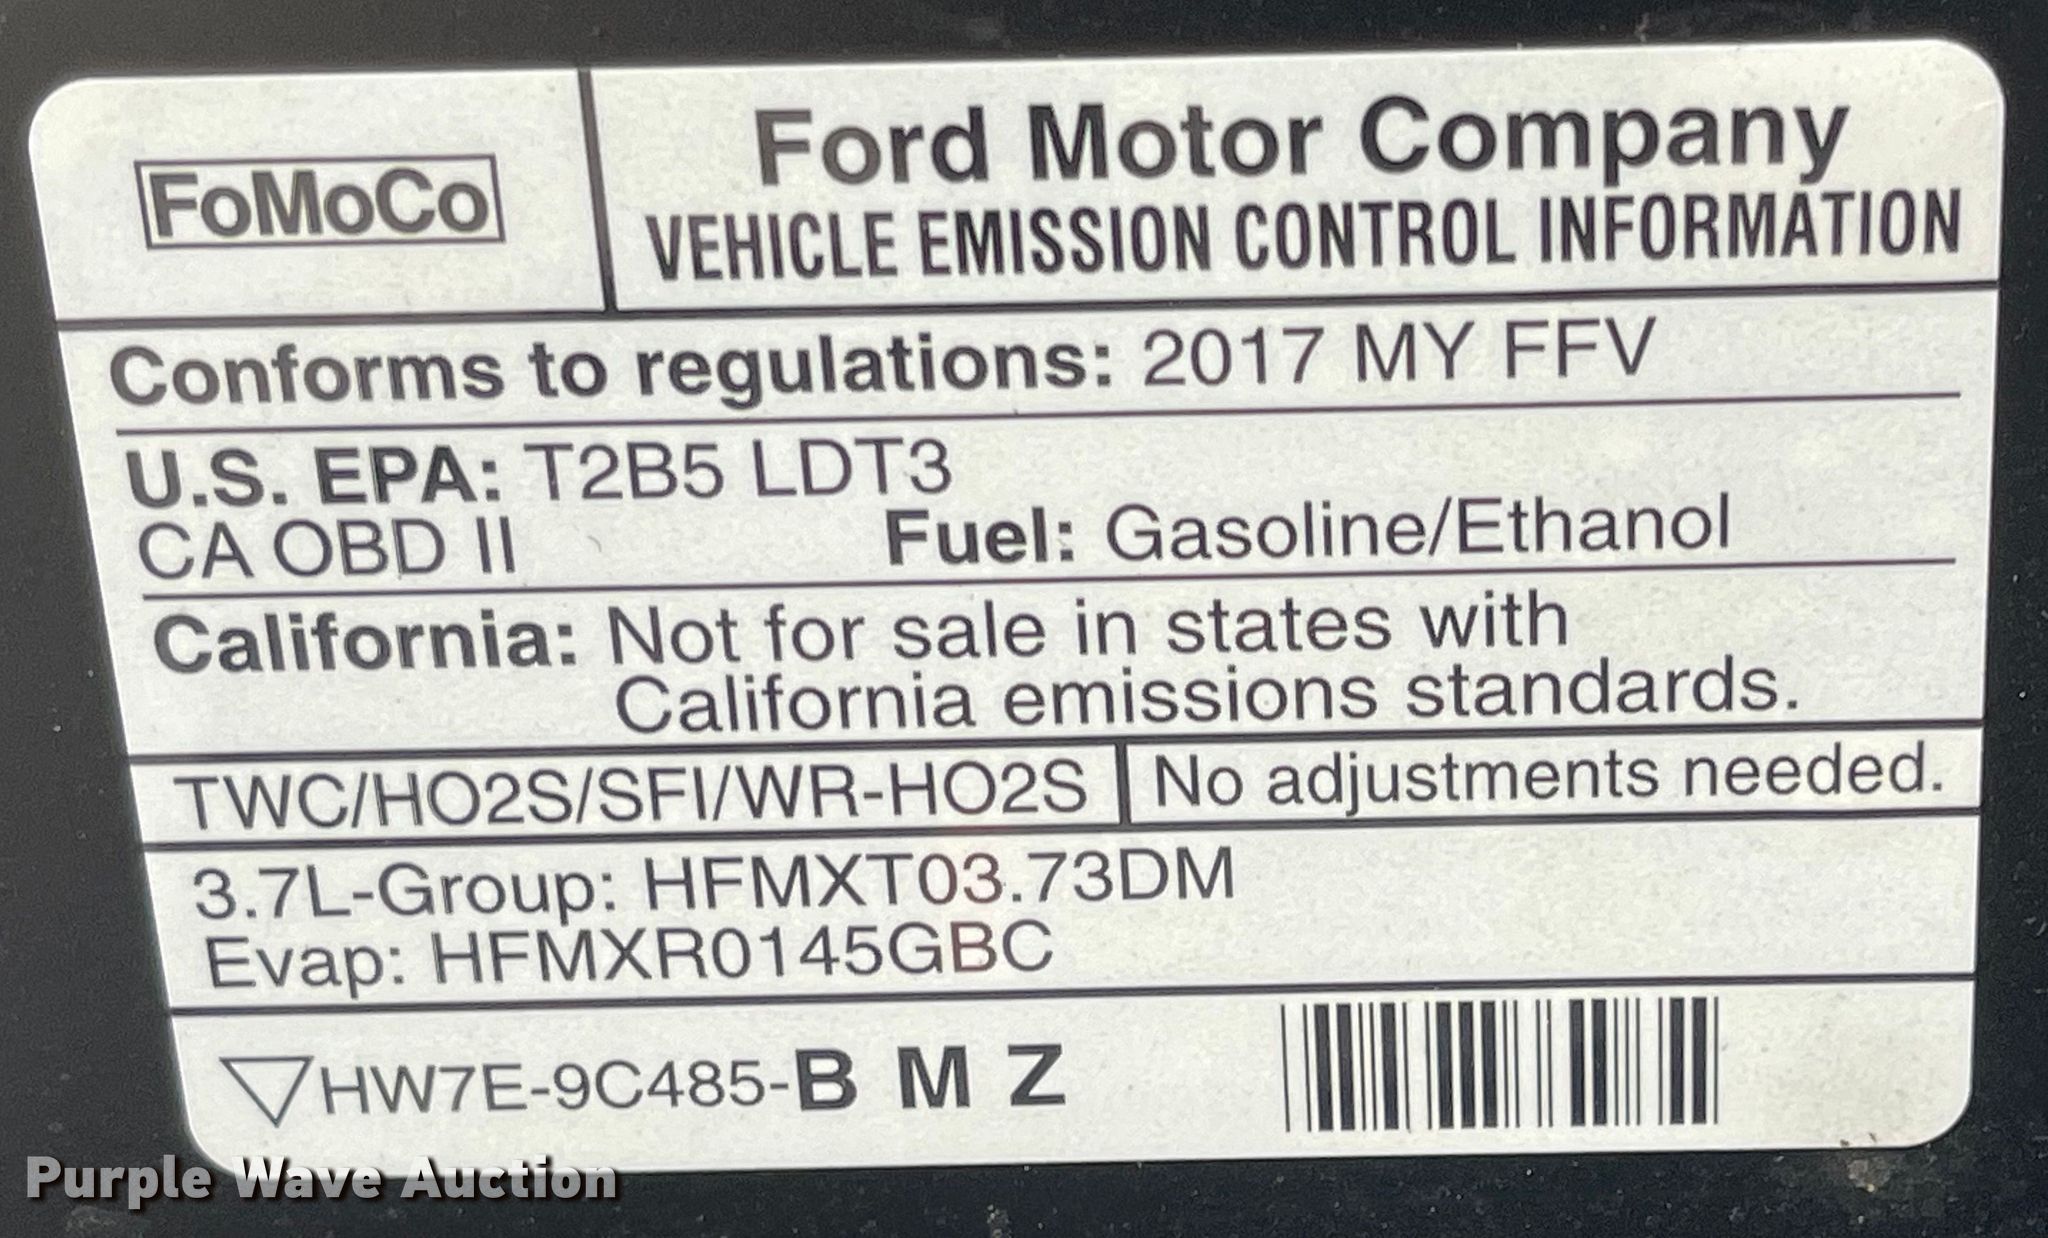 FoMoCo
Ford Motor Company
VEHICLE EMISSION CONTROL INFORMATION
Conforms to regulations: 2017 MY FFV
U.S. EPA: T2B5 LDT3
CA OBD II Fuel: Gasoline/Ethanol
California: Not for sale in states with
California emissions standards.
TWC/HO2S/SFI/WR-HO2S No adjustments needed.
3.7L-Group: HFMXT03.73DM
Evap: HFMXR0145GBC
HW7E-9C485-B M Z
Purple Wave Auction